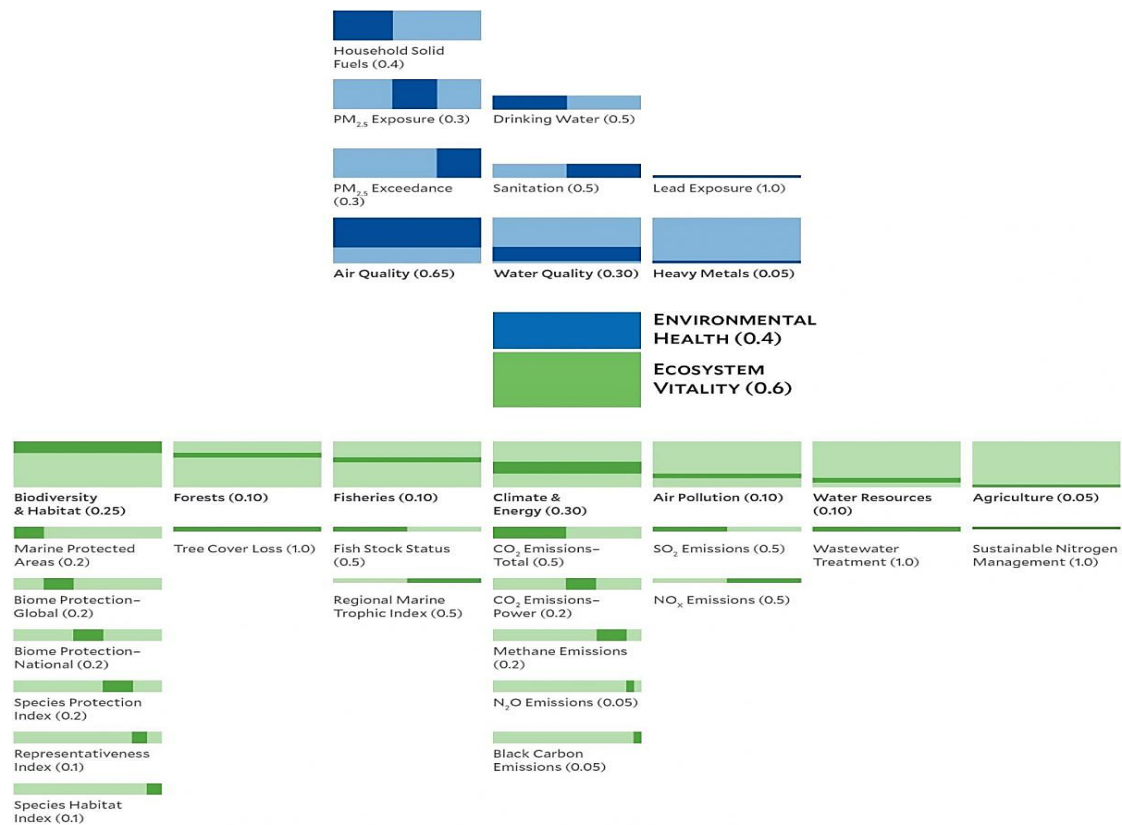 Household Solid
Fuels (0.4)
PM2.5 Exposure (0.3)
Drinking Water (0.5)
PM2.5 Exceedance
(0.3)
Sanitation (0.5)
Lead Exposure (1.0)
Air Quality (0.65)
Water Quality (0.30)
Heavy Metals (0.05)
ENVIRONMENTAL
HEALTH (0.4)
ECOSYSTEM
VITALITY (0.6)
Biodiversity
& Habitat (0.25)
Forests (0.10)
Fisheries (0.10)
Climate &
Energy (0.30)
Air Pollution (0.10)
Water Resources
(0.10)
Agriculture (0.05)
Marine Protected
Areas (0.2)
Tree Cover Loss (1.0)
Fish Stock Status
(0.5)
CO2 Emissions–
Total (0.5)
SO2 Emissions (0.5)
Wastewater
Treatment (1.0)
Sustainable Nitrogen
Management (1.0)
Biome Protection–
Global (0.2)
Regional Marine
Trophic Index (0.5)
CO2 Emissions–
Power (0.2)
NOX Emissions (0.5)
Biome Protection–
National (0.2)
Methane Emissions
(0.2)
Species Protection
Index (0.2)
N2O Emissions (0.05)
Representativeness
Index (0.1)
Black Carbon
Emissions (0.05)
Species Habitat
Index (0.1)